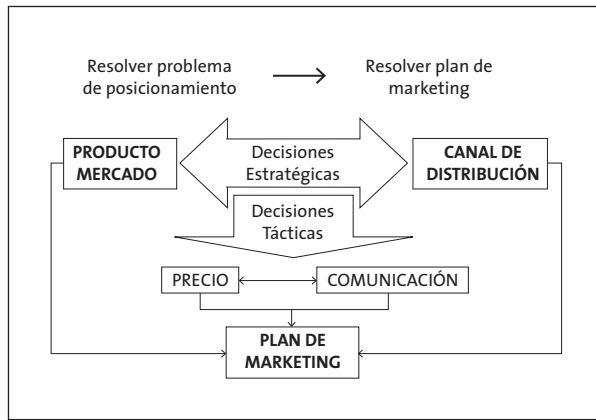 Resolver problema
de posicionamiento
Resolver plan de
marketing
PRODUCTO
MERCADO
Decisiones
Estratégicas
CANAL DE
DISTRIBUCIÓN
Decisiones
Tácticas
PRECIO
COMUNICACIÓN
PLAN DE
MARKETING